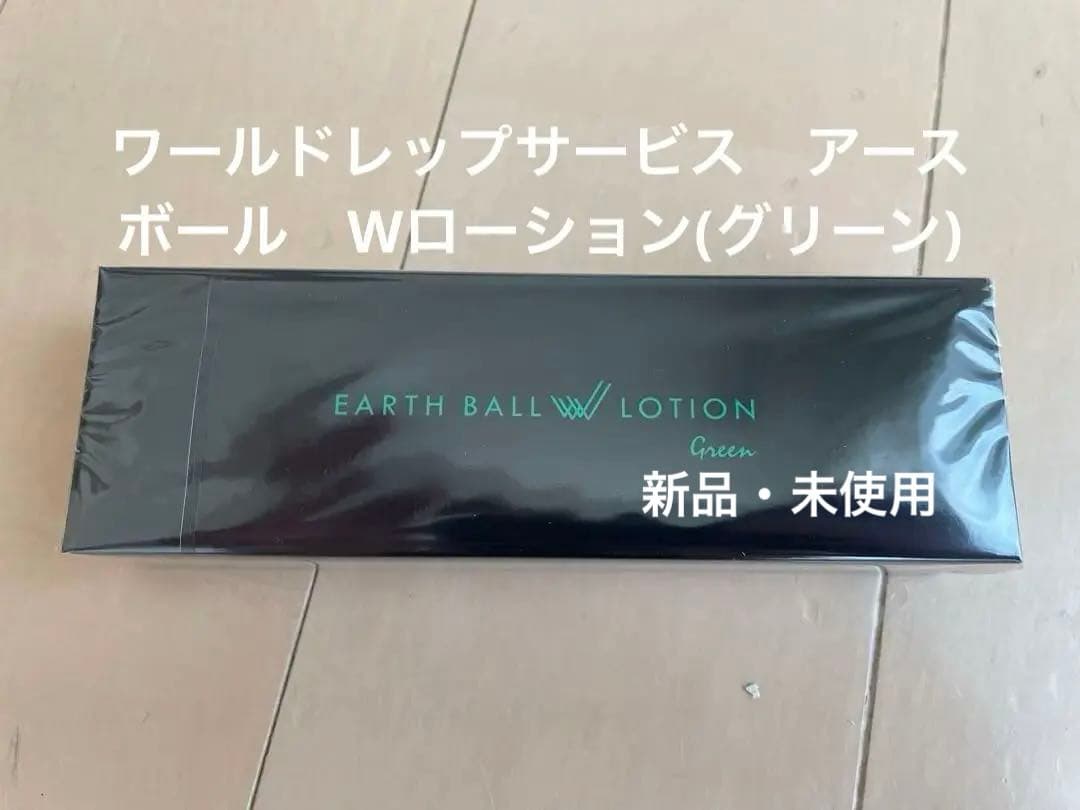 ワールドレップサービス　アース
ボール　Wローション(グリーン)
EARTH BALL W LOTION
Green
新品・未使用